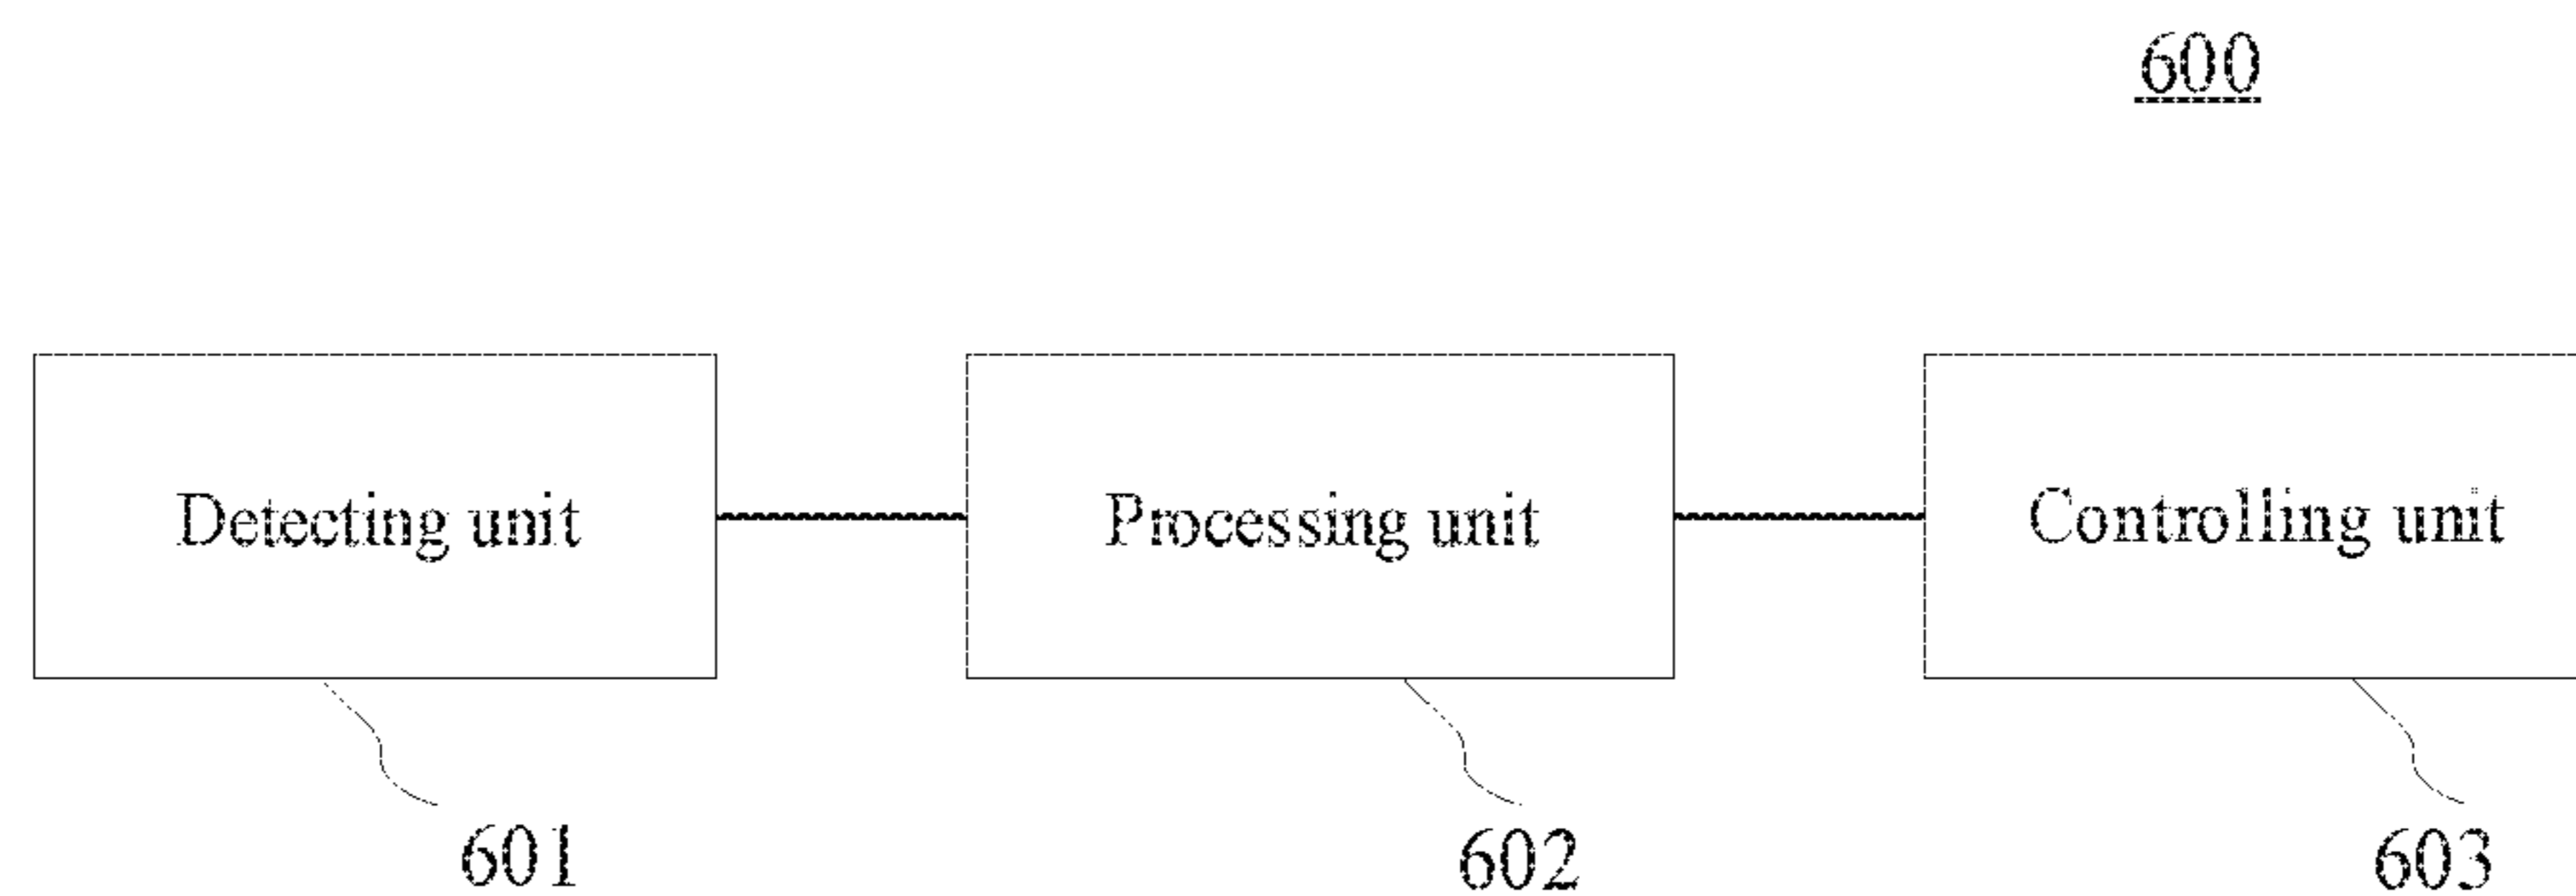 600
Detecting unit
Processing unit
Controlling unit
601
602
603